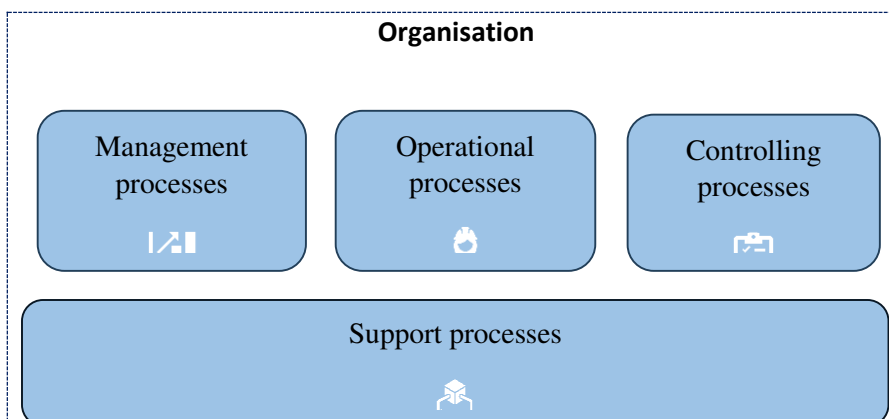 Organisation
Management
processes
Operational
processes
Controlling
processes
Support processes